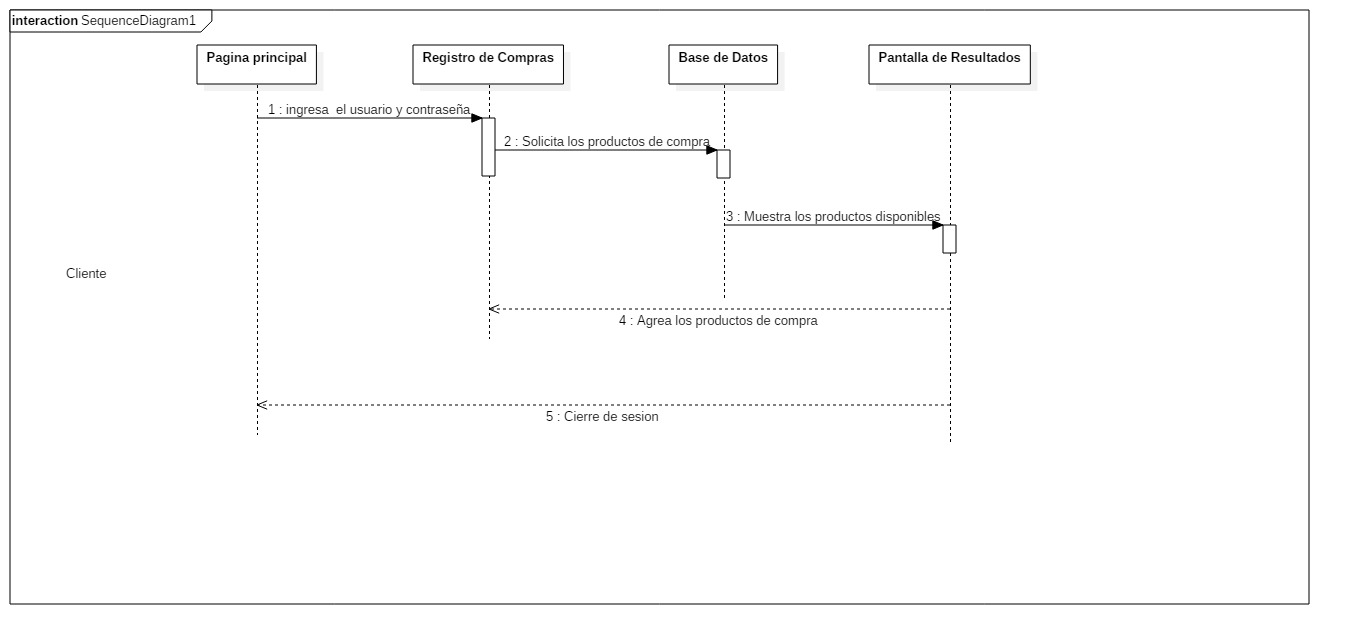 interaction SequenceDiagram1
Pagina principal
Registro de Compras
Base de Datos
Pantalla de Resultados
1 : ingresa  el usuario y contraseña
2 : Solicita los productos de compra
3 : Muestra los productos disponibles
Cliente
4 : Agrea los productos de compra
5 : Cierre de sesion